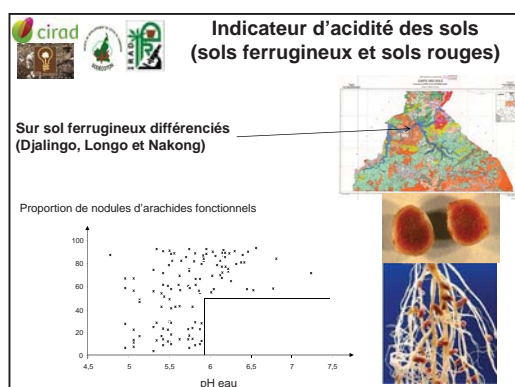 cirad
SODECOTON
IRAD
Indicateur d'acidité des sols
(sols ferrugineux et sols rouges)
Sur sol ferrugineux différenciés
(Djalingo, Longo et Nakong)
Proportion de nodules d'arachides fonctionnels
100
80
60
40
20
0
4,5 5 5,5 6 6,5 7 7,5
pH eau